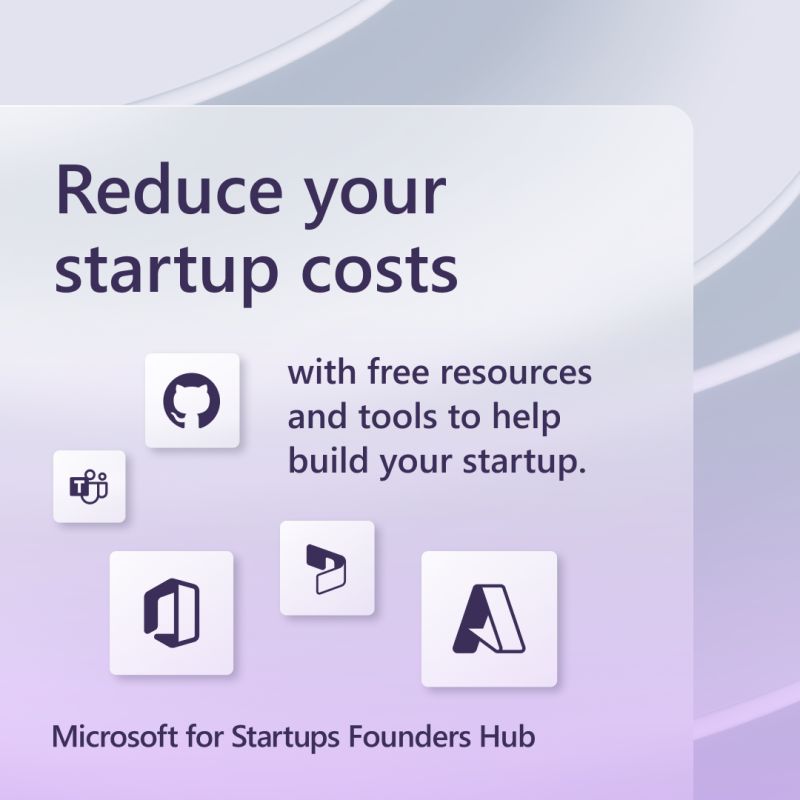 Reduce your
startup costs
with free resources
and tools to help
build your startup.
T
Microsoft for Startups Founders Hub